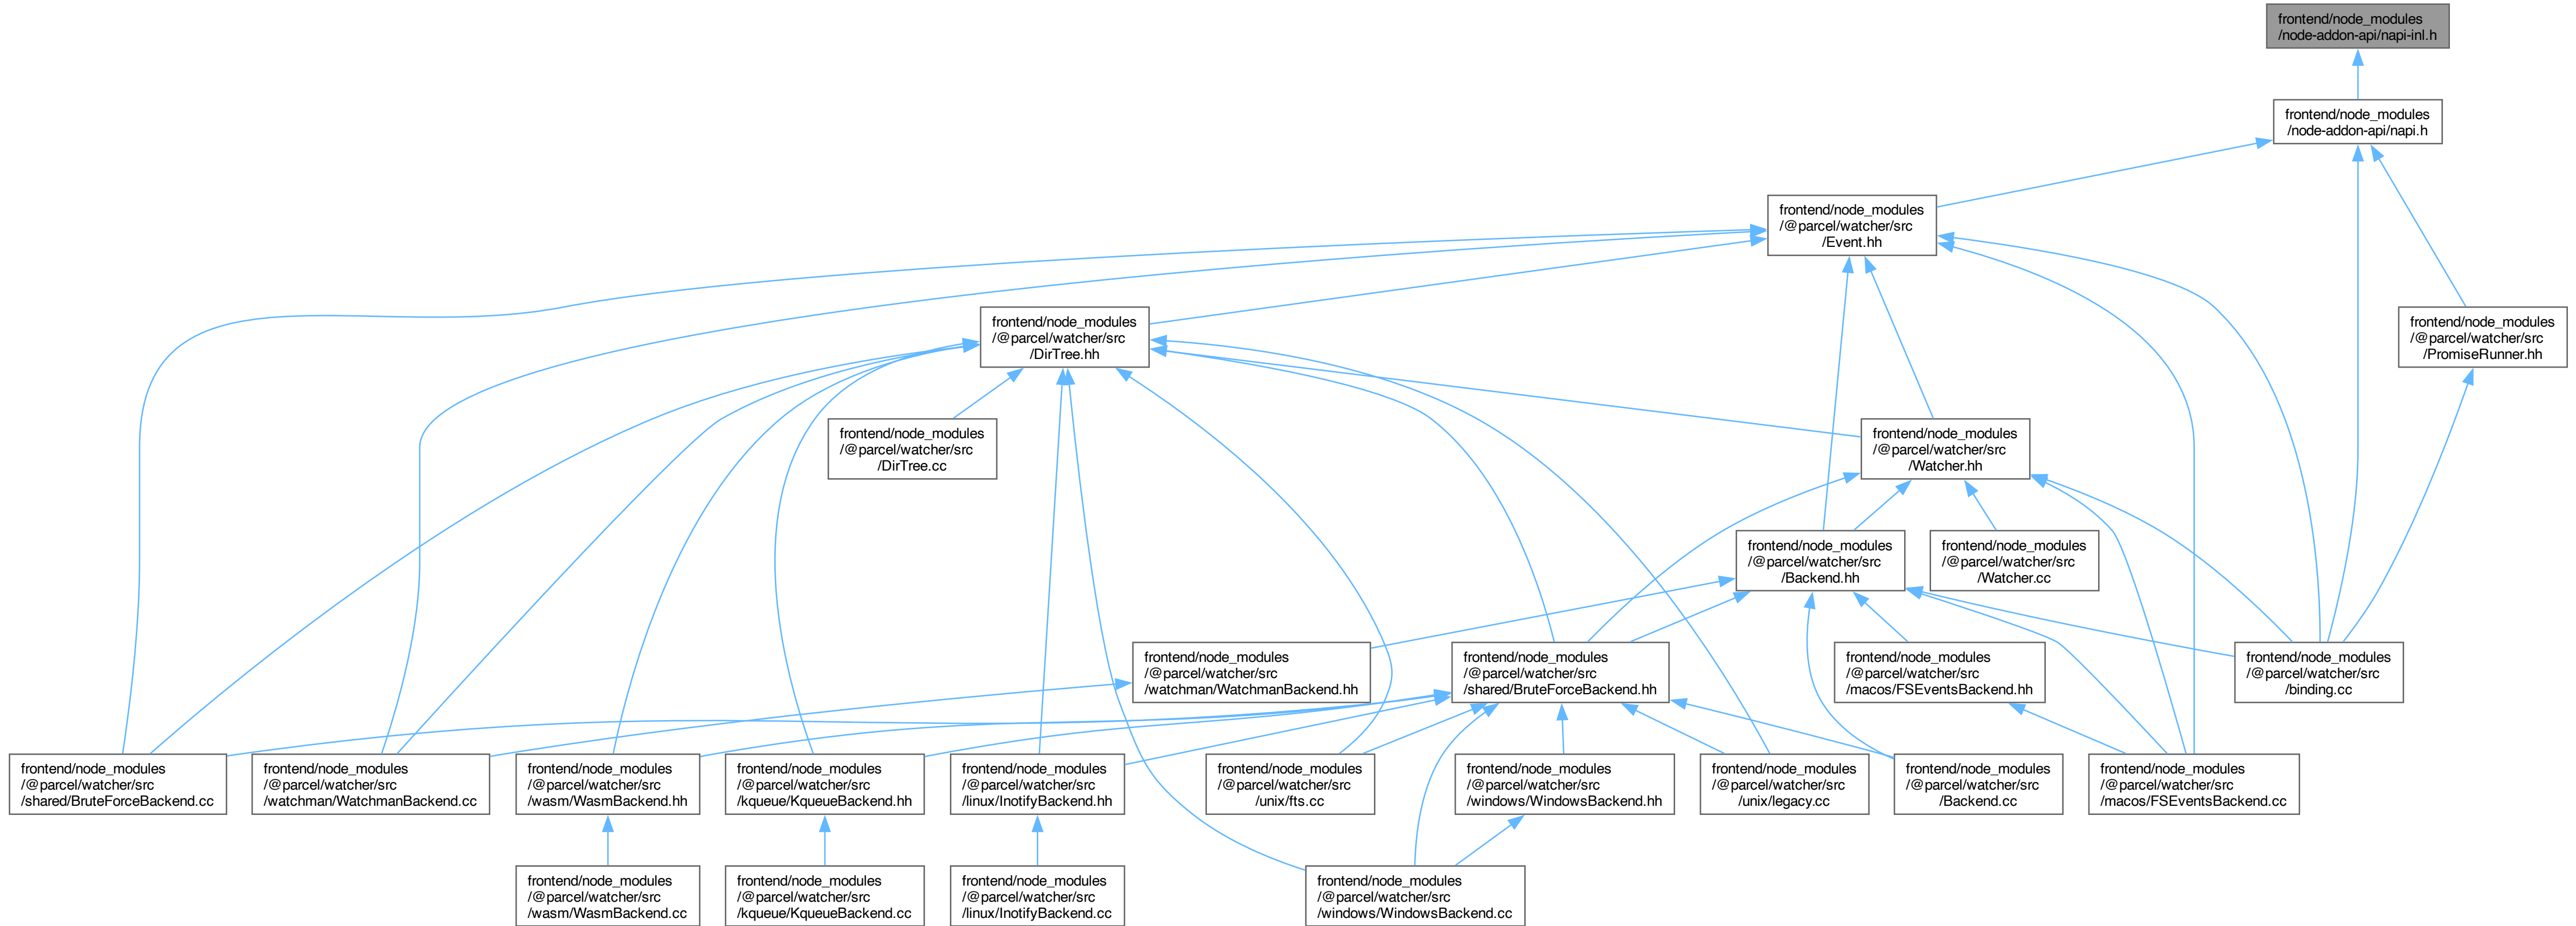 frontend/node_modules
/node-addon-api/napi-inl.h
frontend/node_modules
/node-addon-api/napi.h
frontend/node_modules
/@parcel/watcher/src
/Event.hh
frontend/node_modules
/@parcel/watcher/src
/DirTree.hh
frontend/node_modules
/@parcel/watcher/src
/PromiseRunner.hh
frontend/node_modules
/@parcel/watcher/src
/DirTree.cc
frontend/node_modules
/@parcel/watcher/src
/Watcher.hh
frontend/node_modules
/@parcel/watcher/src
/Backend.hh
frontend/node_modules
/@parcel/watcher/src
/Watcher.cc
frontend/node_modules
/@parcel/watcher/src
/watchman/WatchmanBackend.hh
frontend/node_modules
/@parcel/watcher/src
/shared/BruteForceBackend.hh
frontend/node_modules
/@parcel/watcher/src
/macos/FSEventsBackend.hh
frontend/node_modules
/@parcel/watcher/src
/binding.cc
frontend/node_modules
/@parcel/watcher/src
/shared/BruteForceBackend.cc
frontend/node_modules
/@parcel/watcher/src
/watchman/WatchmanBackend.cc
frontend/node_modules
/@parcel/watcher/src
/wasm/WasmBackend.hh
frontend/node_modules
/@parcel/watcher/src
/kqueue/KqueueBackend.hh
frontend/node_modules
/@parcel/watcher/src
/linux/InotifyBackend.hh
frontend/node_modules
/@parcel/watcher/src
/unix/fts.cc
frontend/node_modules
/@parcel/watcher/src
/windows/WindowsBackend.hh
frontend/node_modules
/@parcel/watcher/src
/unix/legacy.cc
frontend/node_modules
/@parcel/watcher/src
/Backend.cc
frontend/node_modules
/@parcel/watcher/src
/macos/FSEventsBackend.cc
frontend/node_modules
/@parcel/watcher/src
/wasm/WasmBackend.cc
frontend/node_modules
/@parcel/watcher/src
/kqueue/KqueueBackend.cc
frontend/node_modules
/@parcel/watcher/src
/linux/InotifyBackend.cc
frontend/node_modules
/@parcel/watcher/src
/windows/WindowsBackend.cc